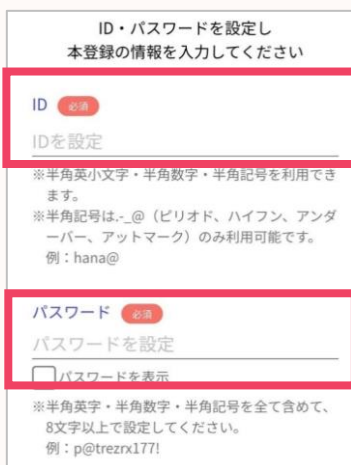 ID・パスワードを設定し
本登録の情報を入力してください
ID 必須
IDを設定
※半角英小文字・半角数字・半角記号を利用でき
ます。
※半角記号は.-_@（ピリオド、ハイフン、アンダ
ーバー、アットマーク）のみ利用可能です。
例：hana@
パスワード 必須
パスワードを設定
パスワードを表示
※半角英字・半角数字・半角記号を全て含めて、
8文字以上で設定してください。
例：p@trezrx177!